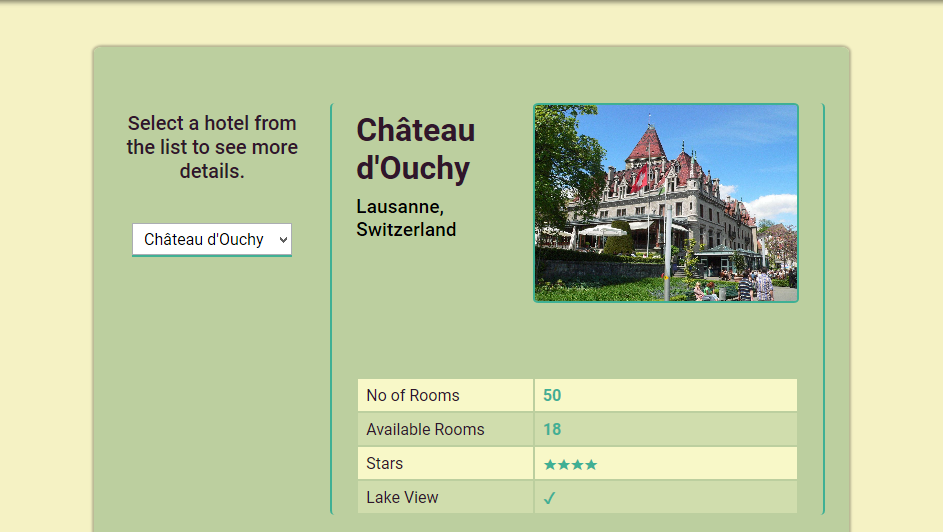 Select a hotel from
the list to see more
details.
Château d'Ouchy
Château
d'Ouchy
Lausanne,
Switzerland
No of Rooms 50
Available Rooms 18
Stars ★★★★
Lake View ✓